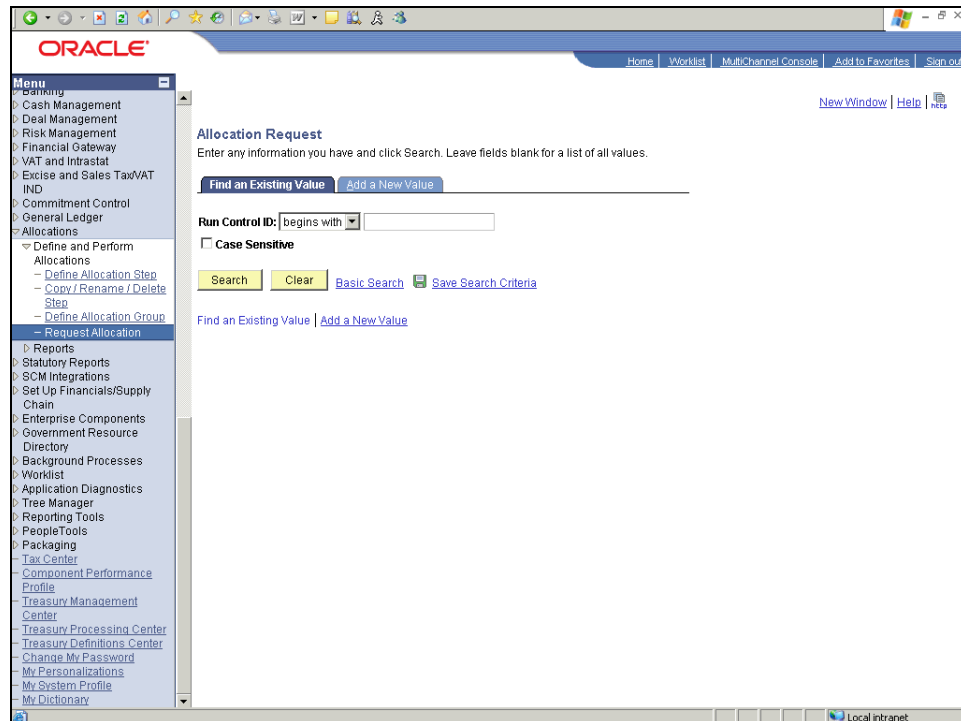 ORACLE
Home | Worklist | MultiChannel Console | Add to Favorites | Sign out
Menu
Banking
Cash Management
Deal Management
Risk Management
Financial Gateway
VAT and Intrastat
Excise and Sales Tax/VAT
IND
Commitment Control
General Ledger
Allocations
Define and Perform
Allocations
Define Allocation Step
Copy / Rename / Delete
Step
Define Allocation Group
Request Allocation
Reports
Statutory Reports
SCM Integrations
Set Up Financials/Supply
Chain
Enterprise Components
Government Resource
Directory
Background Processes
Worklist
Application Diagnostics
Tree Manager
Reporting Tools
PeopleTools
Packaging
Tax Center
Component Performance
Profile
Treasury Management
Center
Treasury Processing Center
Treasury Definitions Center
Change My Password
My Personalizations
My System Profile
My Dictionary
New Window | Help | http
Allocation Request
Enter any information you have and click Search. Leave fields blank for a list of all values.
Find an Existing Value Add a New Value
Run Control ID: begins with
Case Sensitive
Search Clear Basic Search Save Search Criteria
Find an Existing Value | Add a New Value
Local intranet